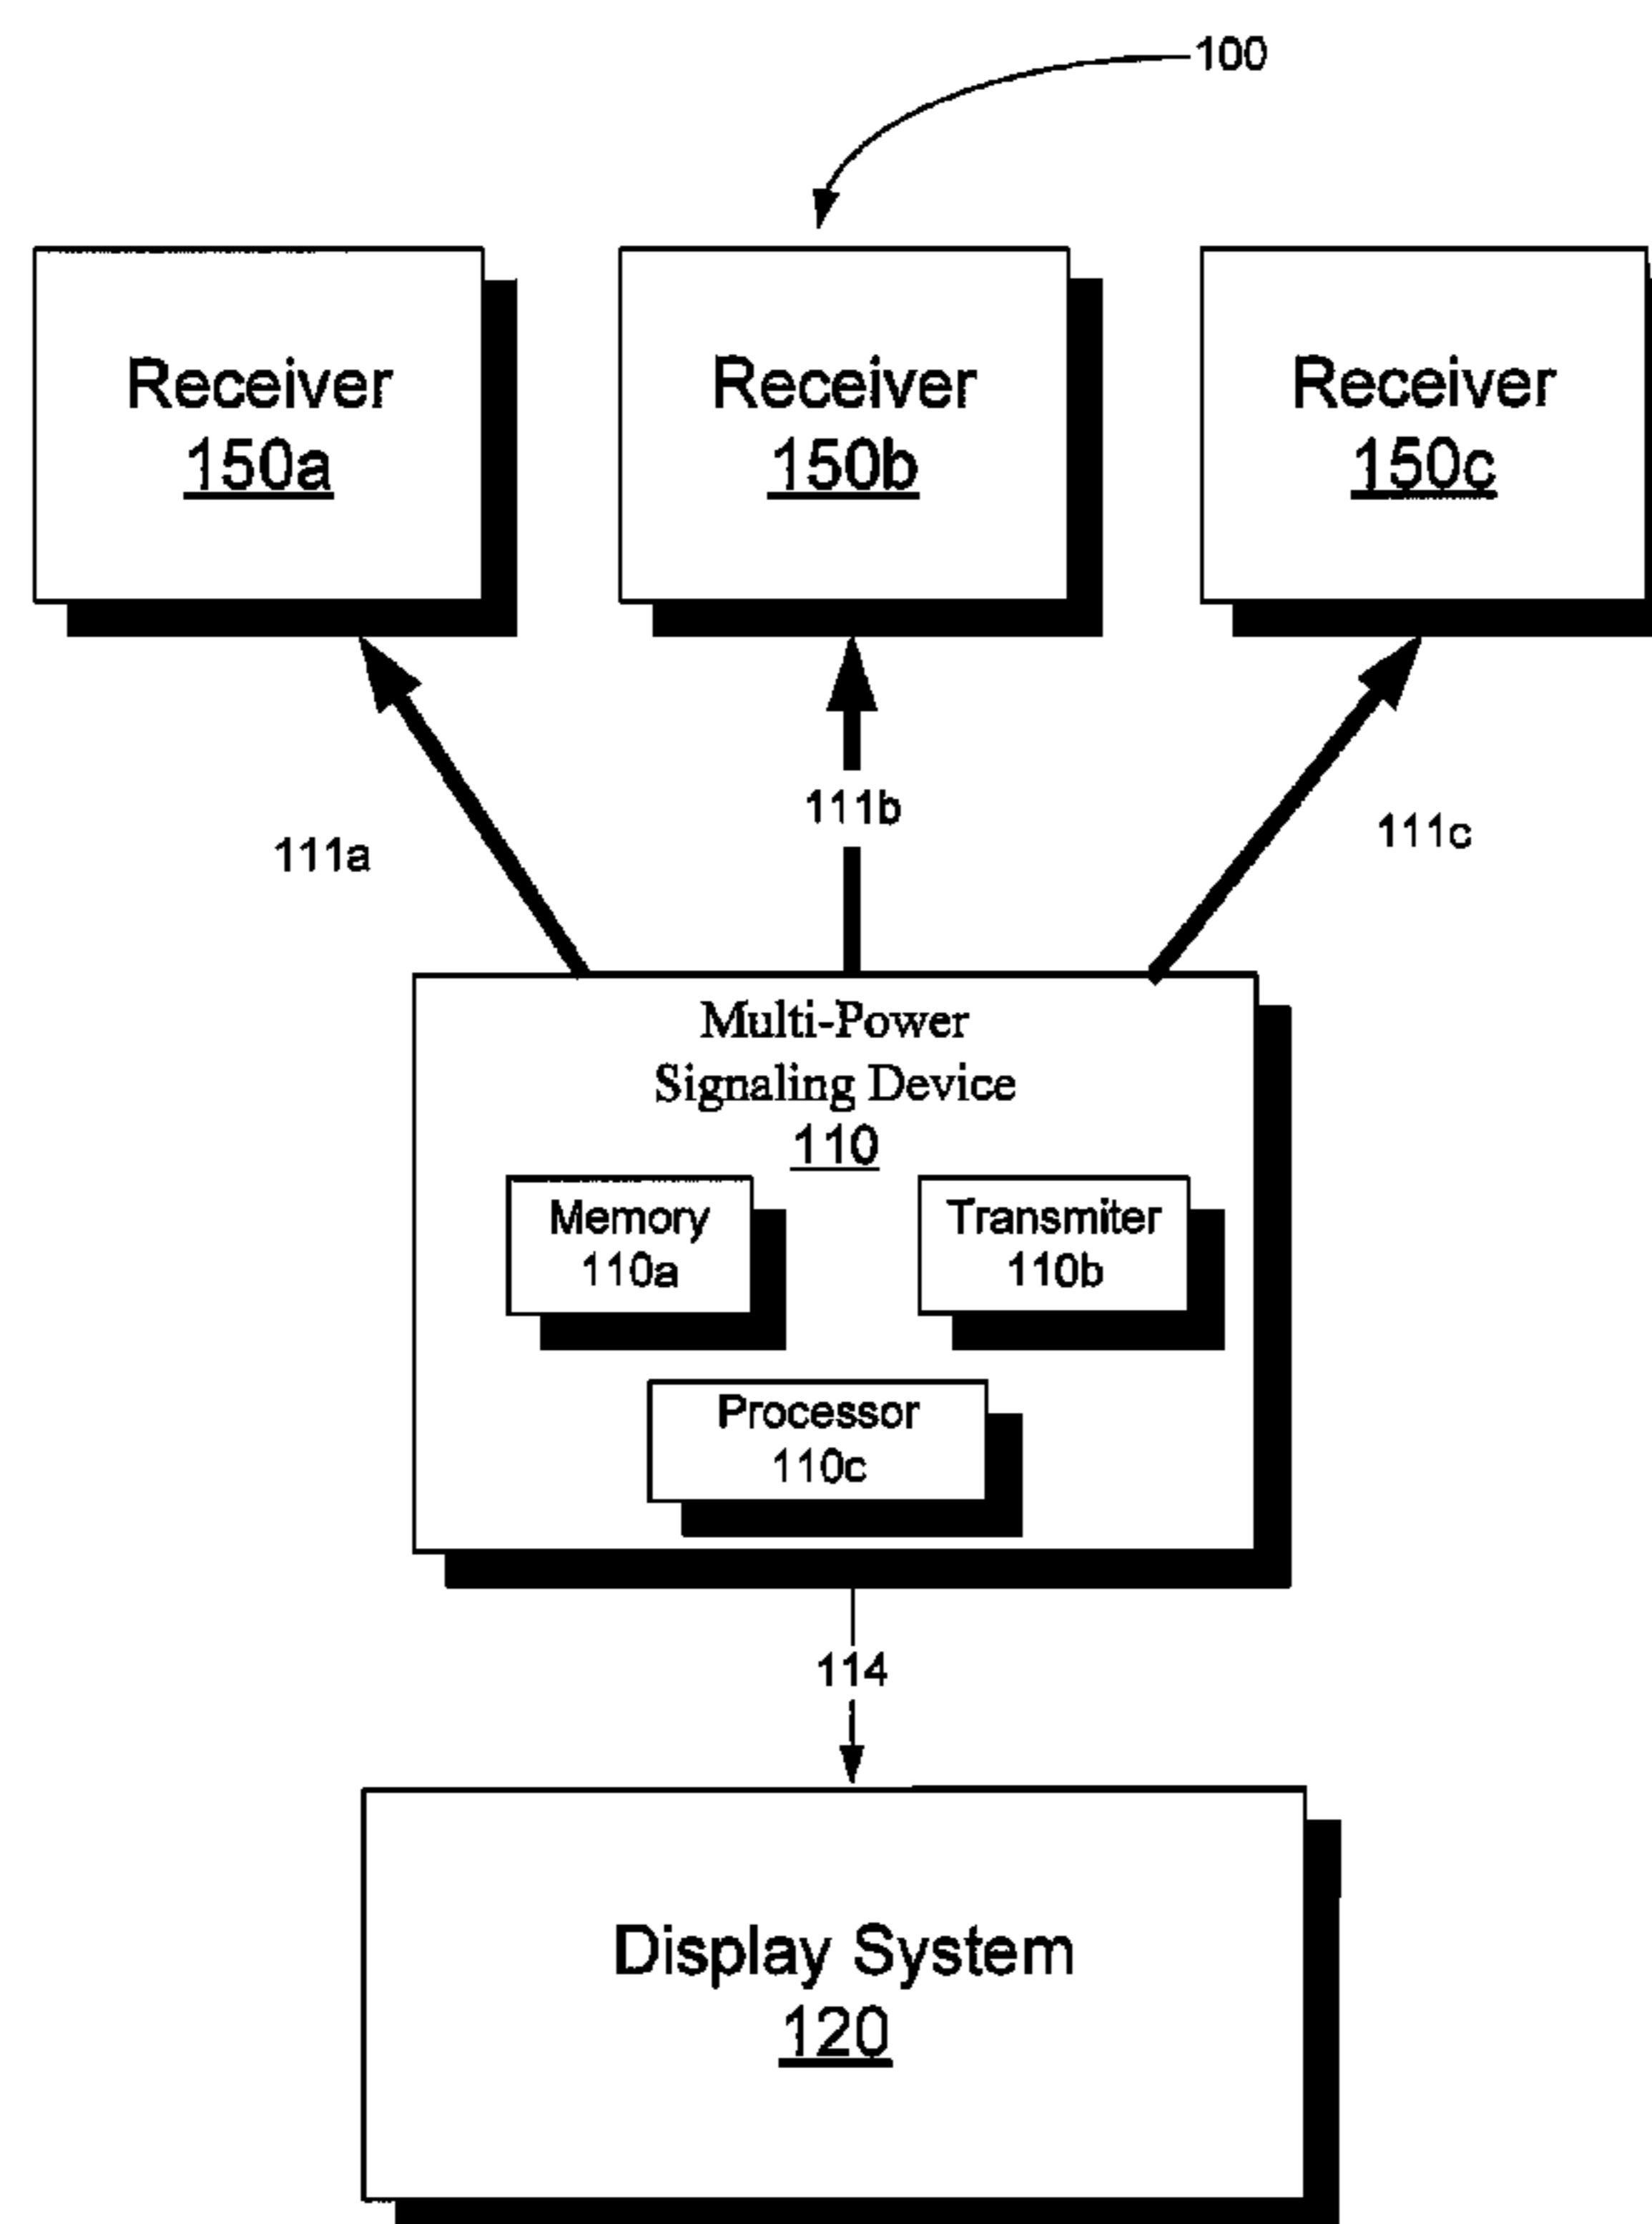 100
Receiver
150a
Receiver
150b
Receiver
150c
111a
111b
111c
Multi-Power
Signaling Device
110
Memory
110a
Transmiter
110b
Processor
110c
114
Display System
120